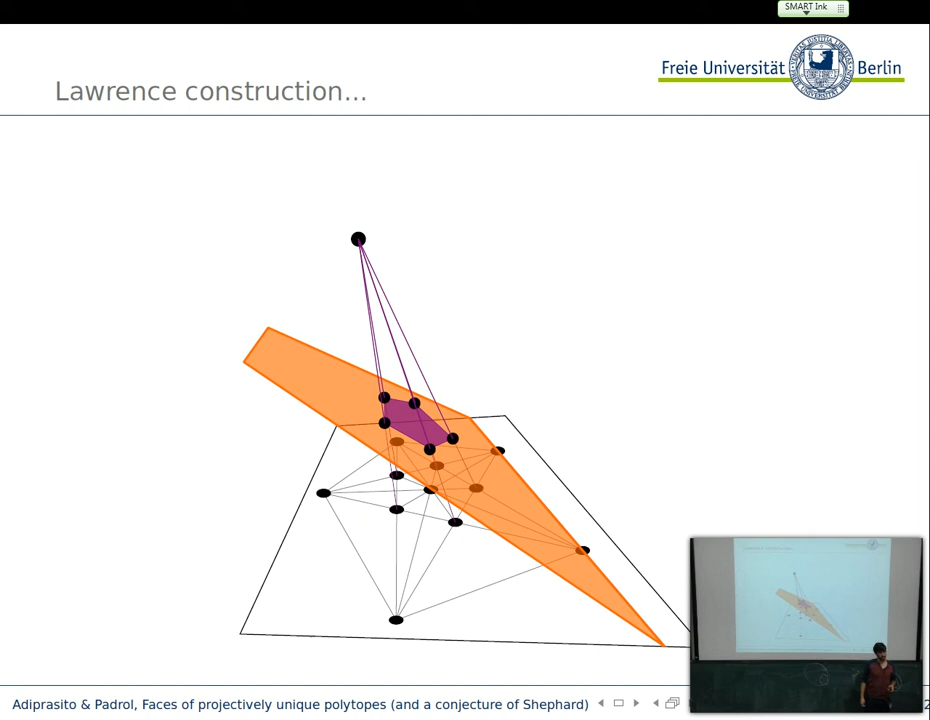 SMART Ink
Freie Universität Berlin
Lawrence construction...
Adiprasito & Padrol, Faces of projectively unique polytopes (and a conjecture of Shephard)